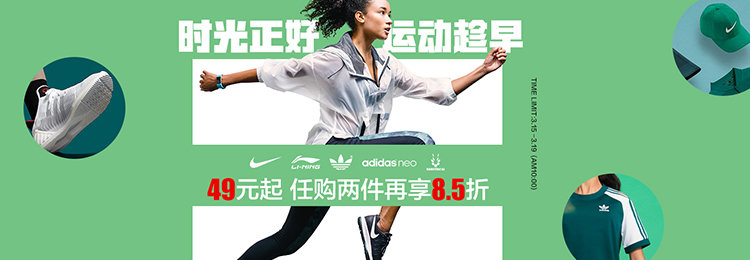 时光正好 运动趁早
TIME LIMIT:3.15－3.19 (AM10:00)
LI-NING adidas adidas neo
49元起 任购两件再享8.5折